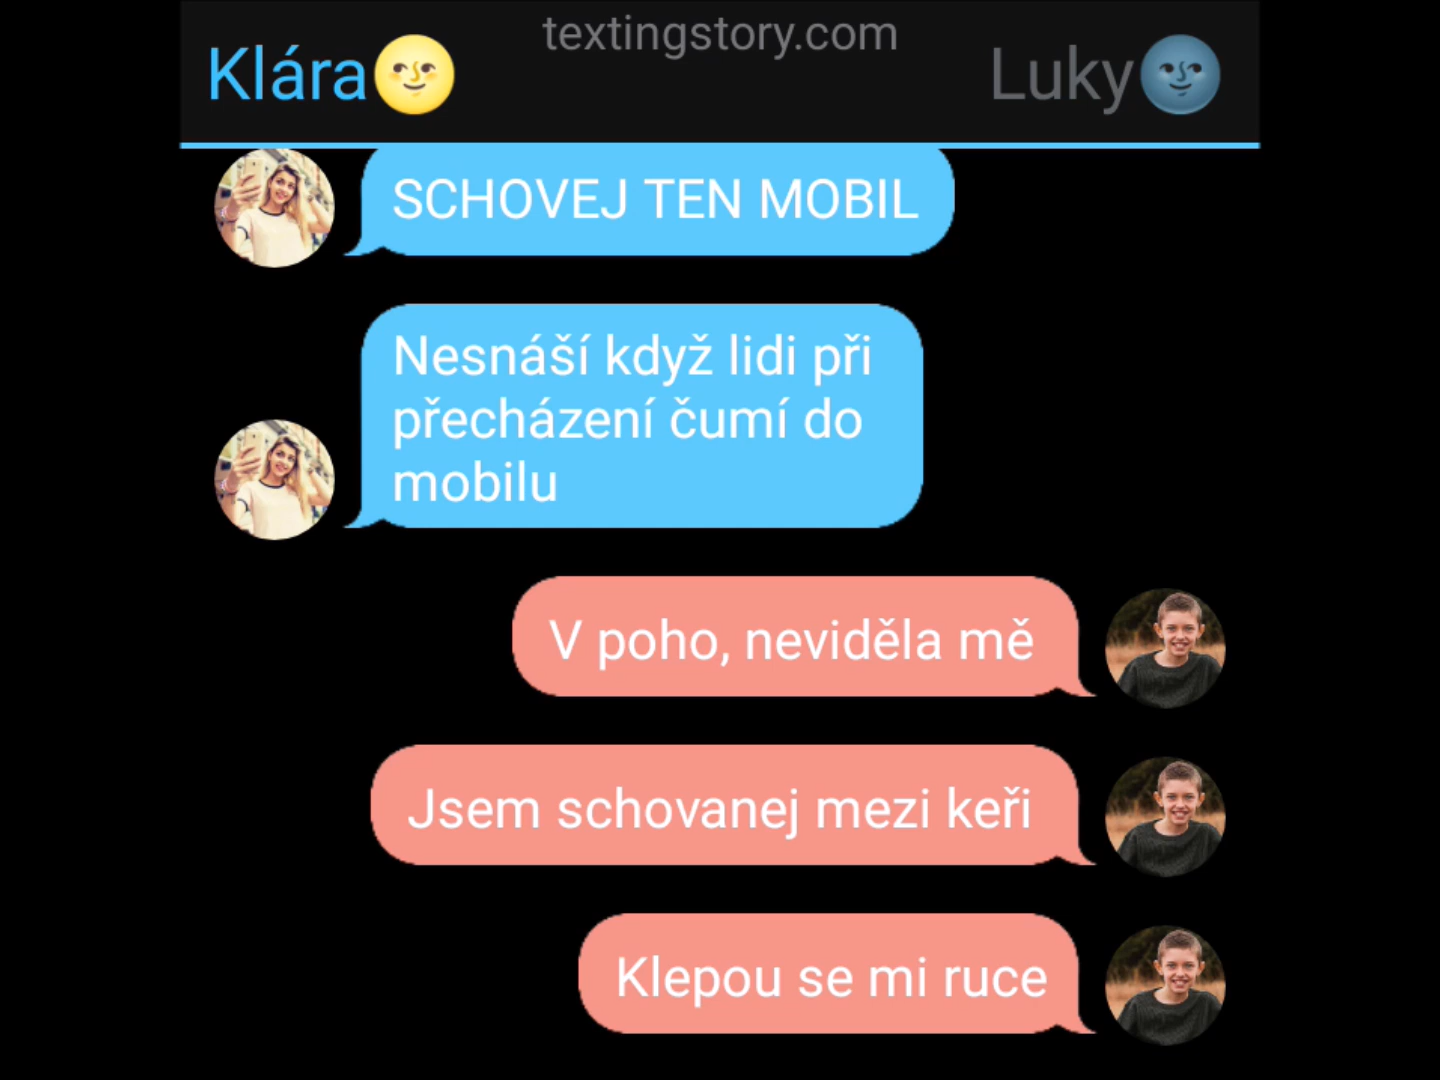 textingstory.com
Klára🌝
Luky🌚
SCHOVEJ TEN MOBIL
Nesnáší když lidi při
přecházení čumí do
mobilu
V poho, neviděla mě
Jsem schovanej mezi keři
Klepou se mi ruce